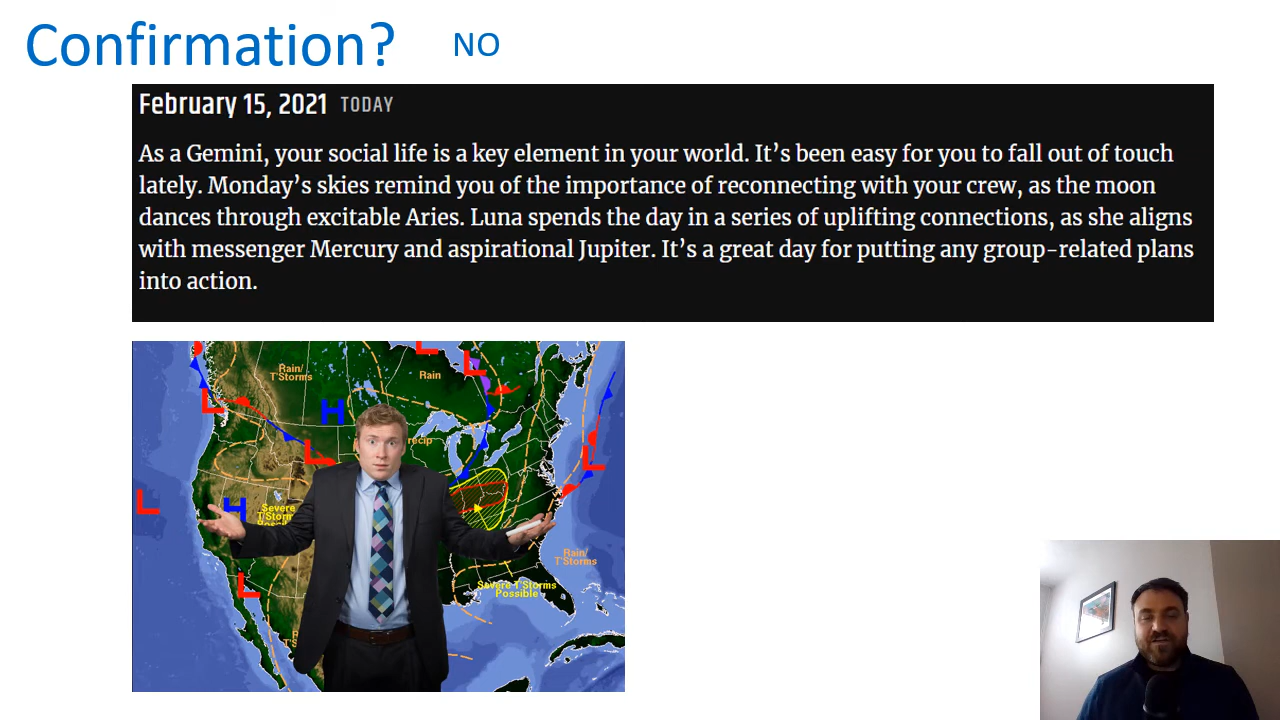 Confirmation? NO
February 15, 2021 TODAY
As a Gemini, your social life is a key element in your world. It’s been easy for you to fall out of touch
lately. Monday’s skies remind you of the importance of reconnecting with your crew, as the moon
dances through excitable Aries. Luna spends the day in a series of uplifting connections, as she aligns
with messenger Mercury and aspirational Jupiter. It’s a great day for putting any group-related plans
into action.
L
L
Rain/
T'Storms
Rain
L
H
L
L
L
H
Severe
T'Storm
L
Rain/
T'Storms
Severe T'Storms
Possible
L